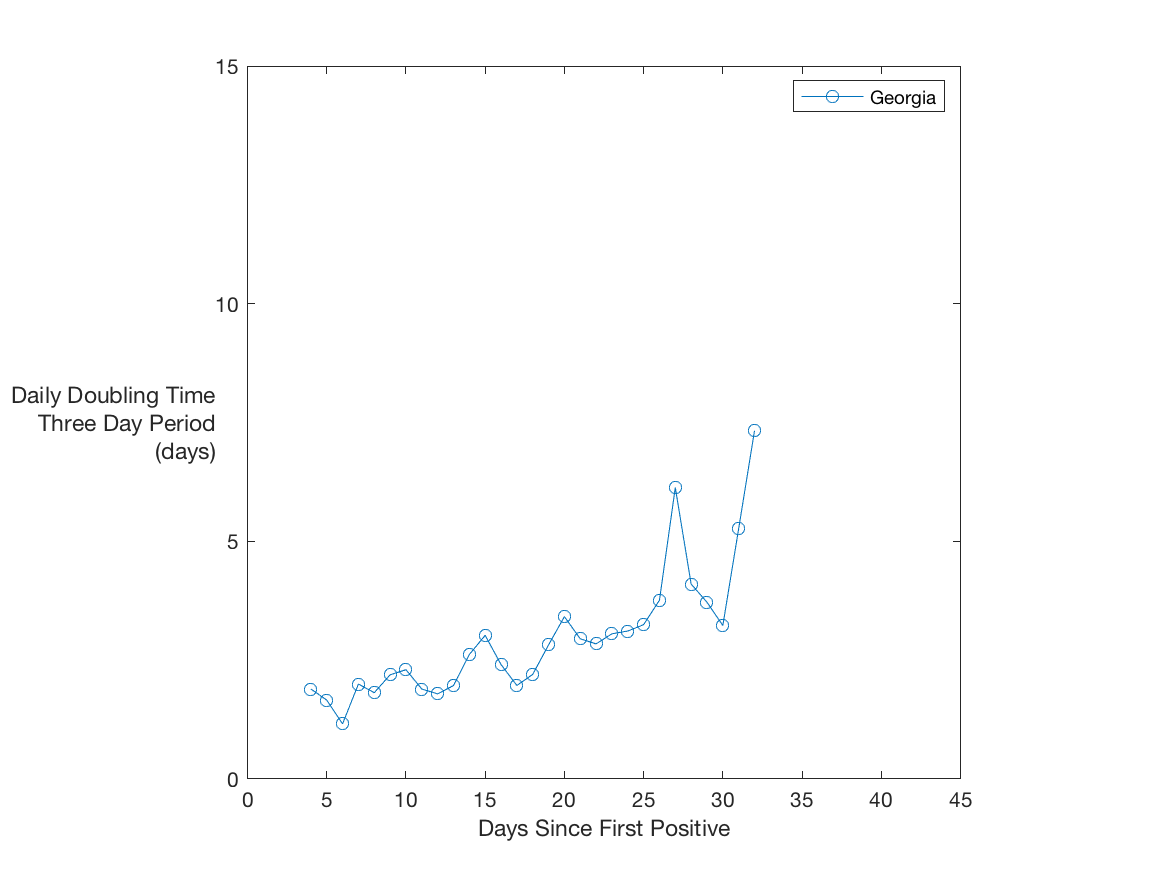 15
Georgia
10
Daily Doubling Time
Three Day Period
(days)
5
0
0 5 10 15 20 25 30 35 40 45
Days Since First Positive